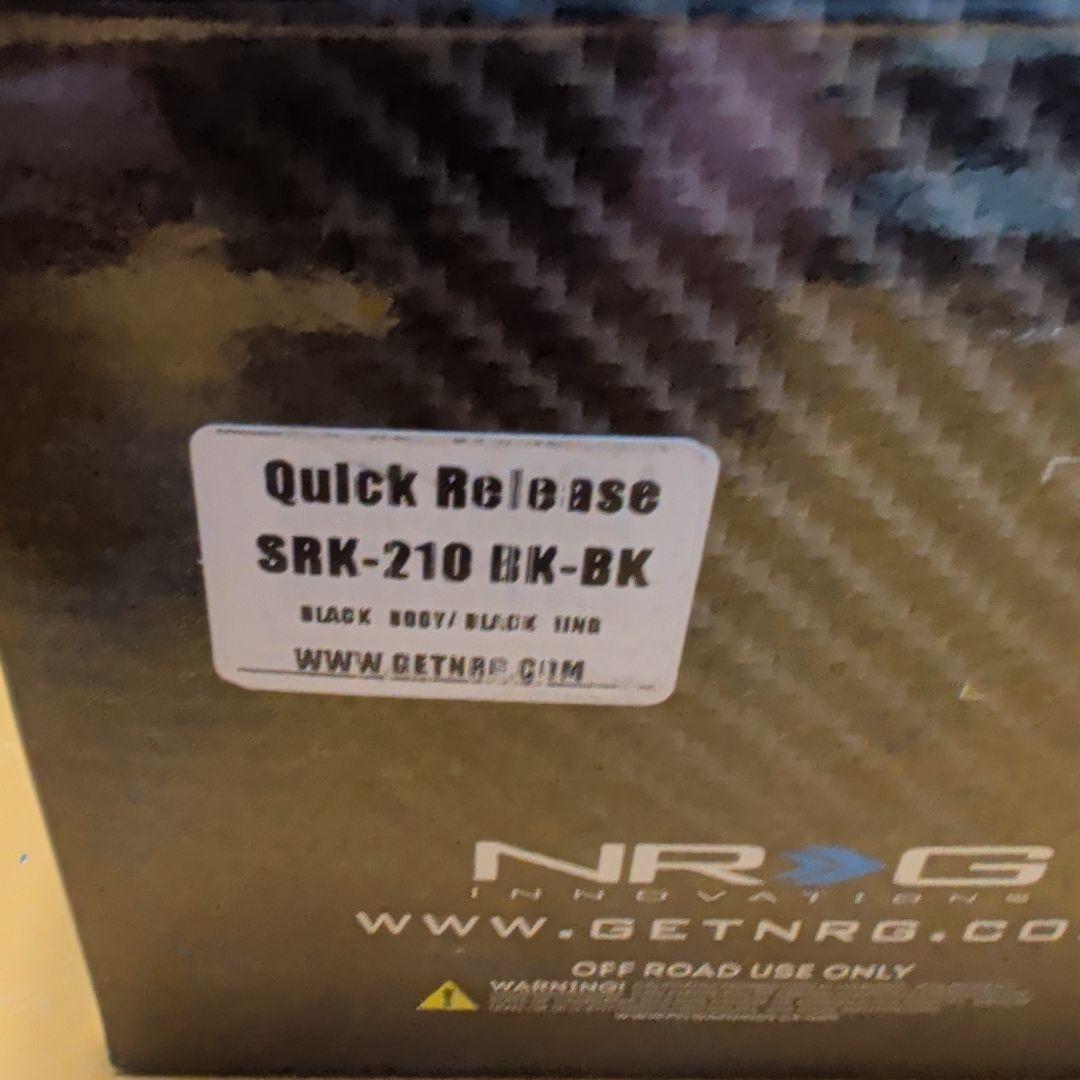 Quick Release
SRK-210 BK-BK
BLACK BODY/ BLACK RING
WWW.GETNRG.COM
NRG
INNOVATIONS
WWW.GETNRG.CO
OFF ROAD USE ONLY
WARNING!